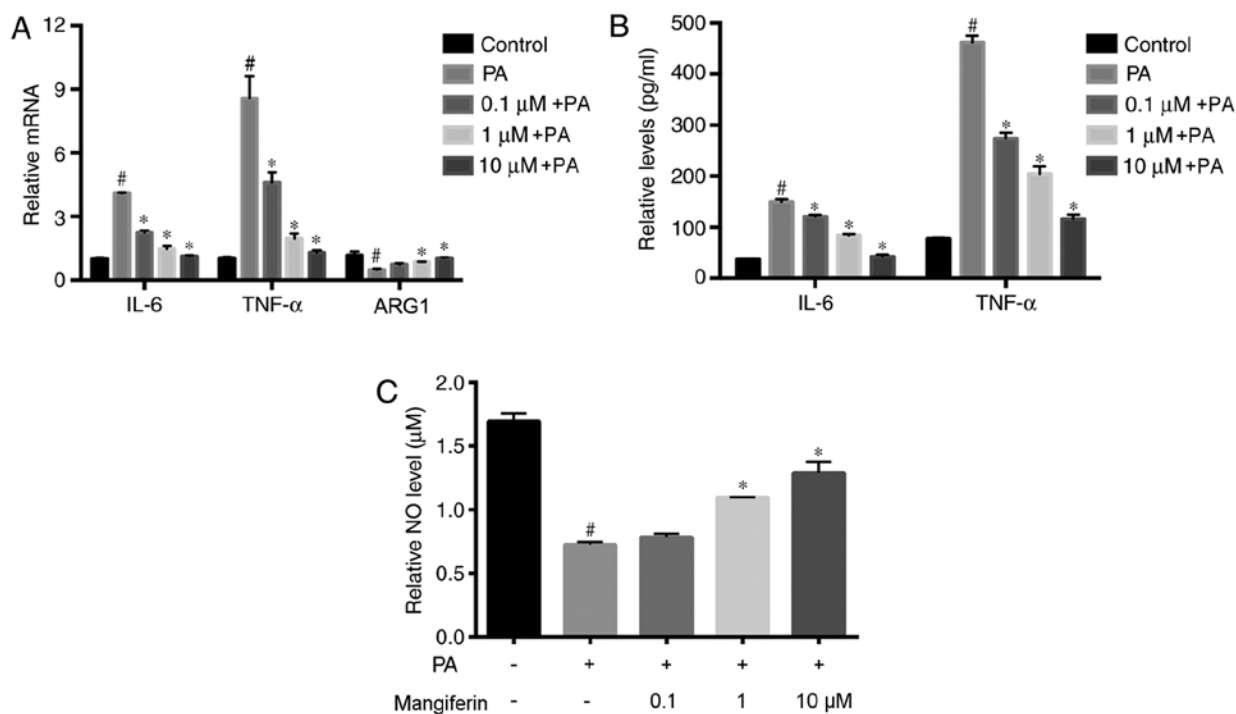 A
12
9
6
3
0
Relative mRNA
#
*
*
*
#
*
*
*
#
*
*
IL-6 TNF-α ARG1
Control
PA
0.1 μM +PA
1 μM +PA
10 μM +PA
B
500
400
300
200
100
0
Relative levels (pg/ml)
#
*
*
*
#
*
*
*
IL-6 TNF-α
Control
PA
0.1 μM +PA
1 μM +PA
10 μM +PA
C
2.0
1.5
1.0
0.5
0.0
Relative NO level (μM)
#
*
*
PA - + + + +
Mangiferin - - 0.1 1 10 μM